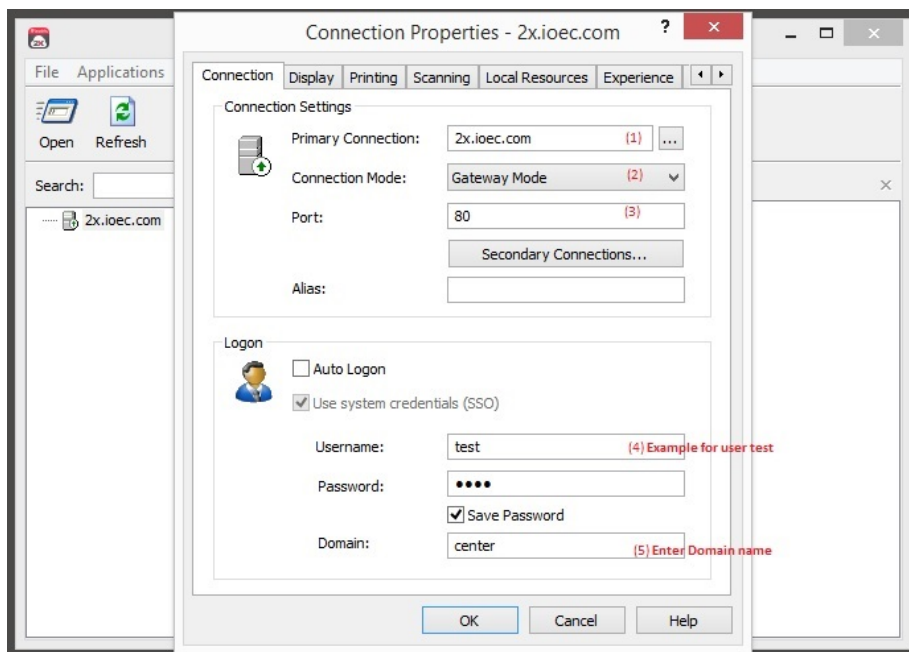 Connection Properties - 2x.ioec.com ?
2x
File Applications
Open Refresh
Search:
2x.ioec.com
Connection Display Printing Scanning Local Resources Experience
Connection Settings
Primary Connection: 2x.ioec.com (1) ...
Connection Mode: Gateway Mode (2)
Port: 80 (3)
Secondary Connections...
Alias:
Logon
Auto Logon
Use system credentials (SSO)
Username: test (4) Example for user test
Password: ••••
Save Password
Domain: center (5) Enter Domain name
OK Cancel Help